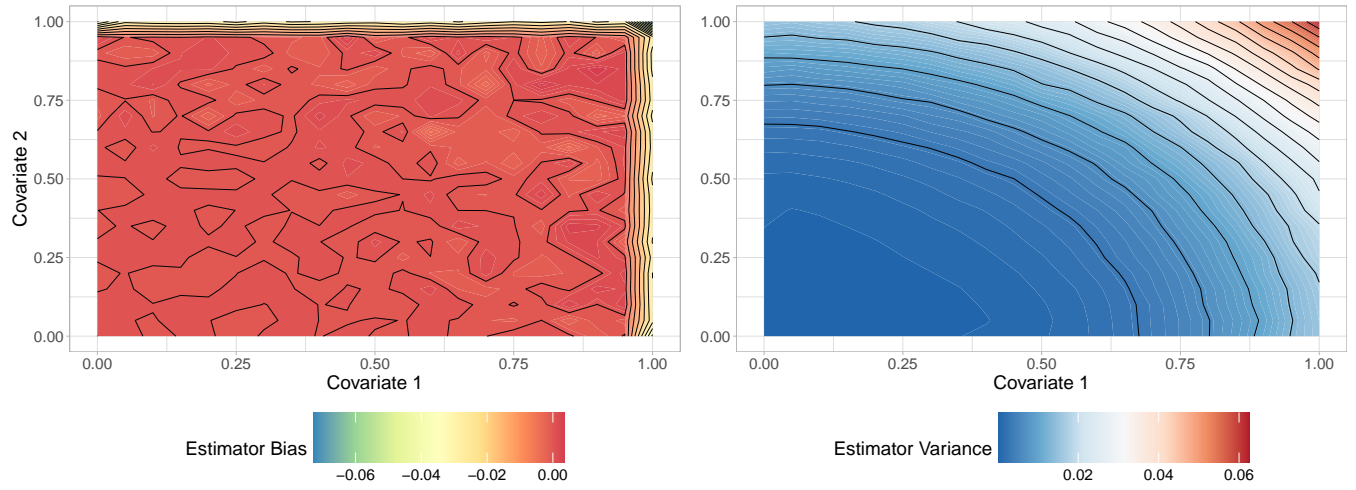 1.00
0.75
0.50
0.25
0.00
Covariate 2
0.00 0.25 0.50 0.75 1.00
Covariate 1
Estimator Bias
−0.06 −0.04 −0.02 0.00
1.00
0.75
0.50
0.25
0.00
0.00 0.25 0.50 0.75 1.00
Covariate 1
Estimator Variance
0.02 0.04 0.06